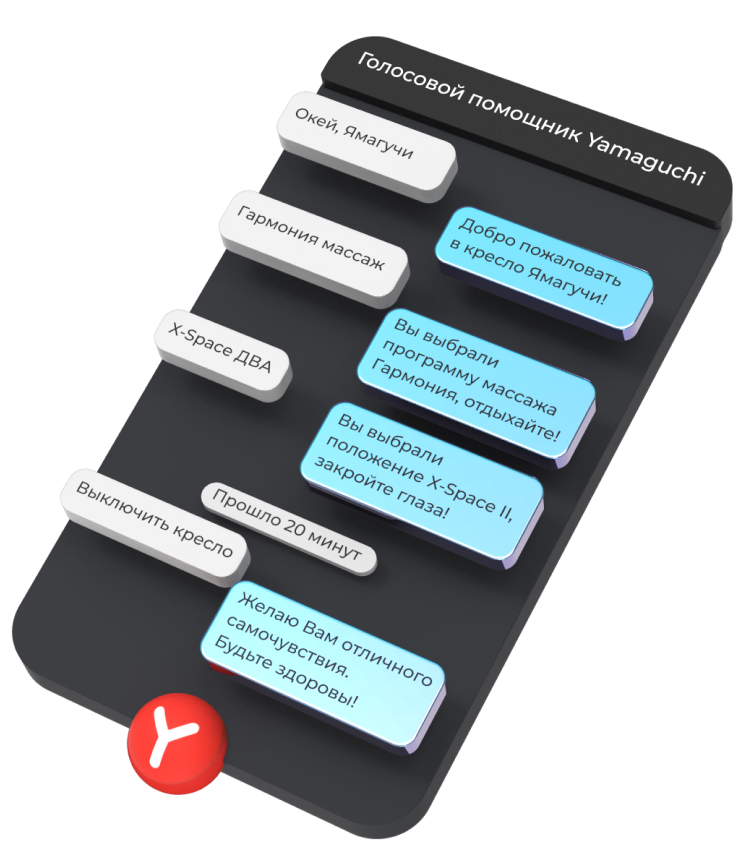 Голосовой помощник Yamaguchi
Окей, Ямагучи
Добро пожаловать
в кресло Ямагучи!
Гармония массаж
Вы выбрали
программу массажа
Гармония, отдыхайте!
X-Space ДВА
Вы выбрали
положение X-Space II,
закройте глаза!
Прошло 20 минут
Выключить кресло
Желаю Вам отличного
самочувствия.
Будьте здоровы!
Y